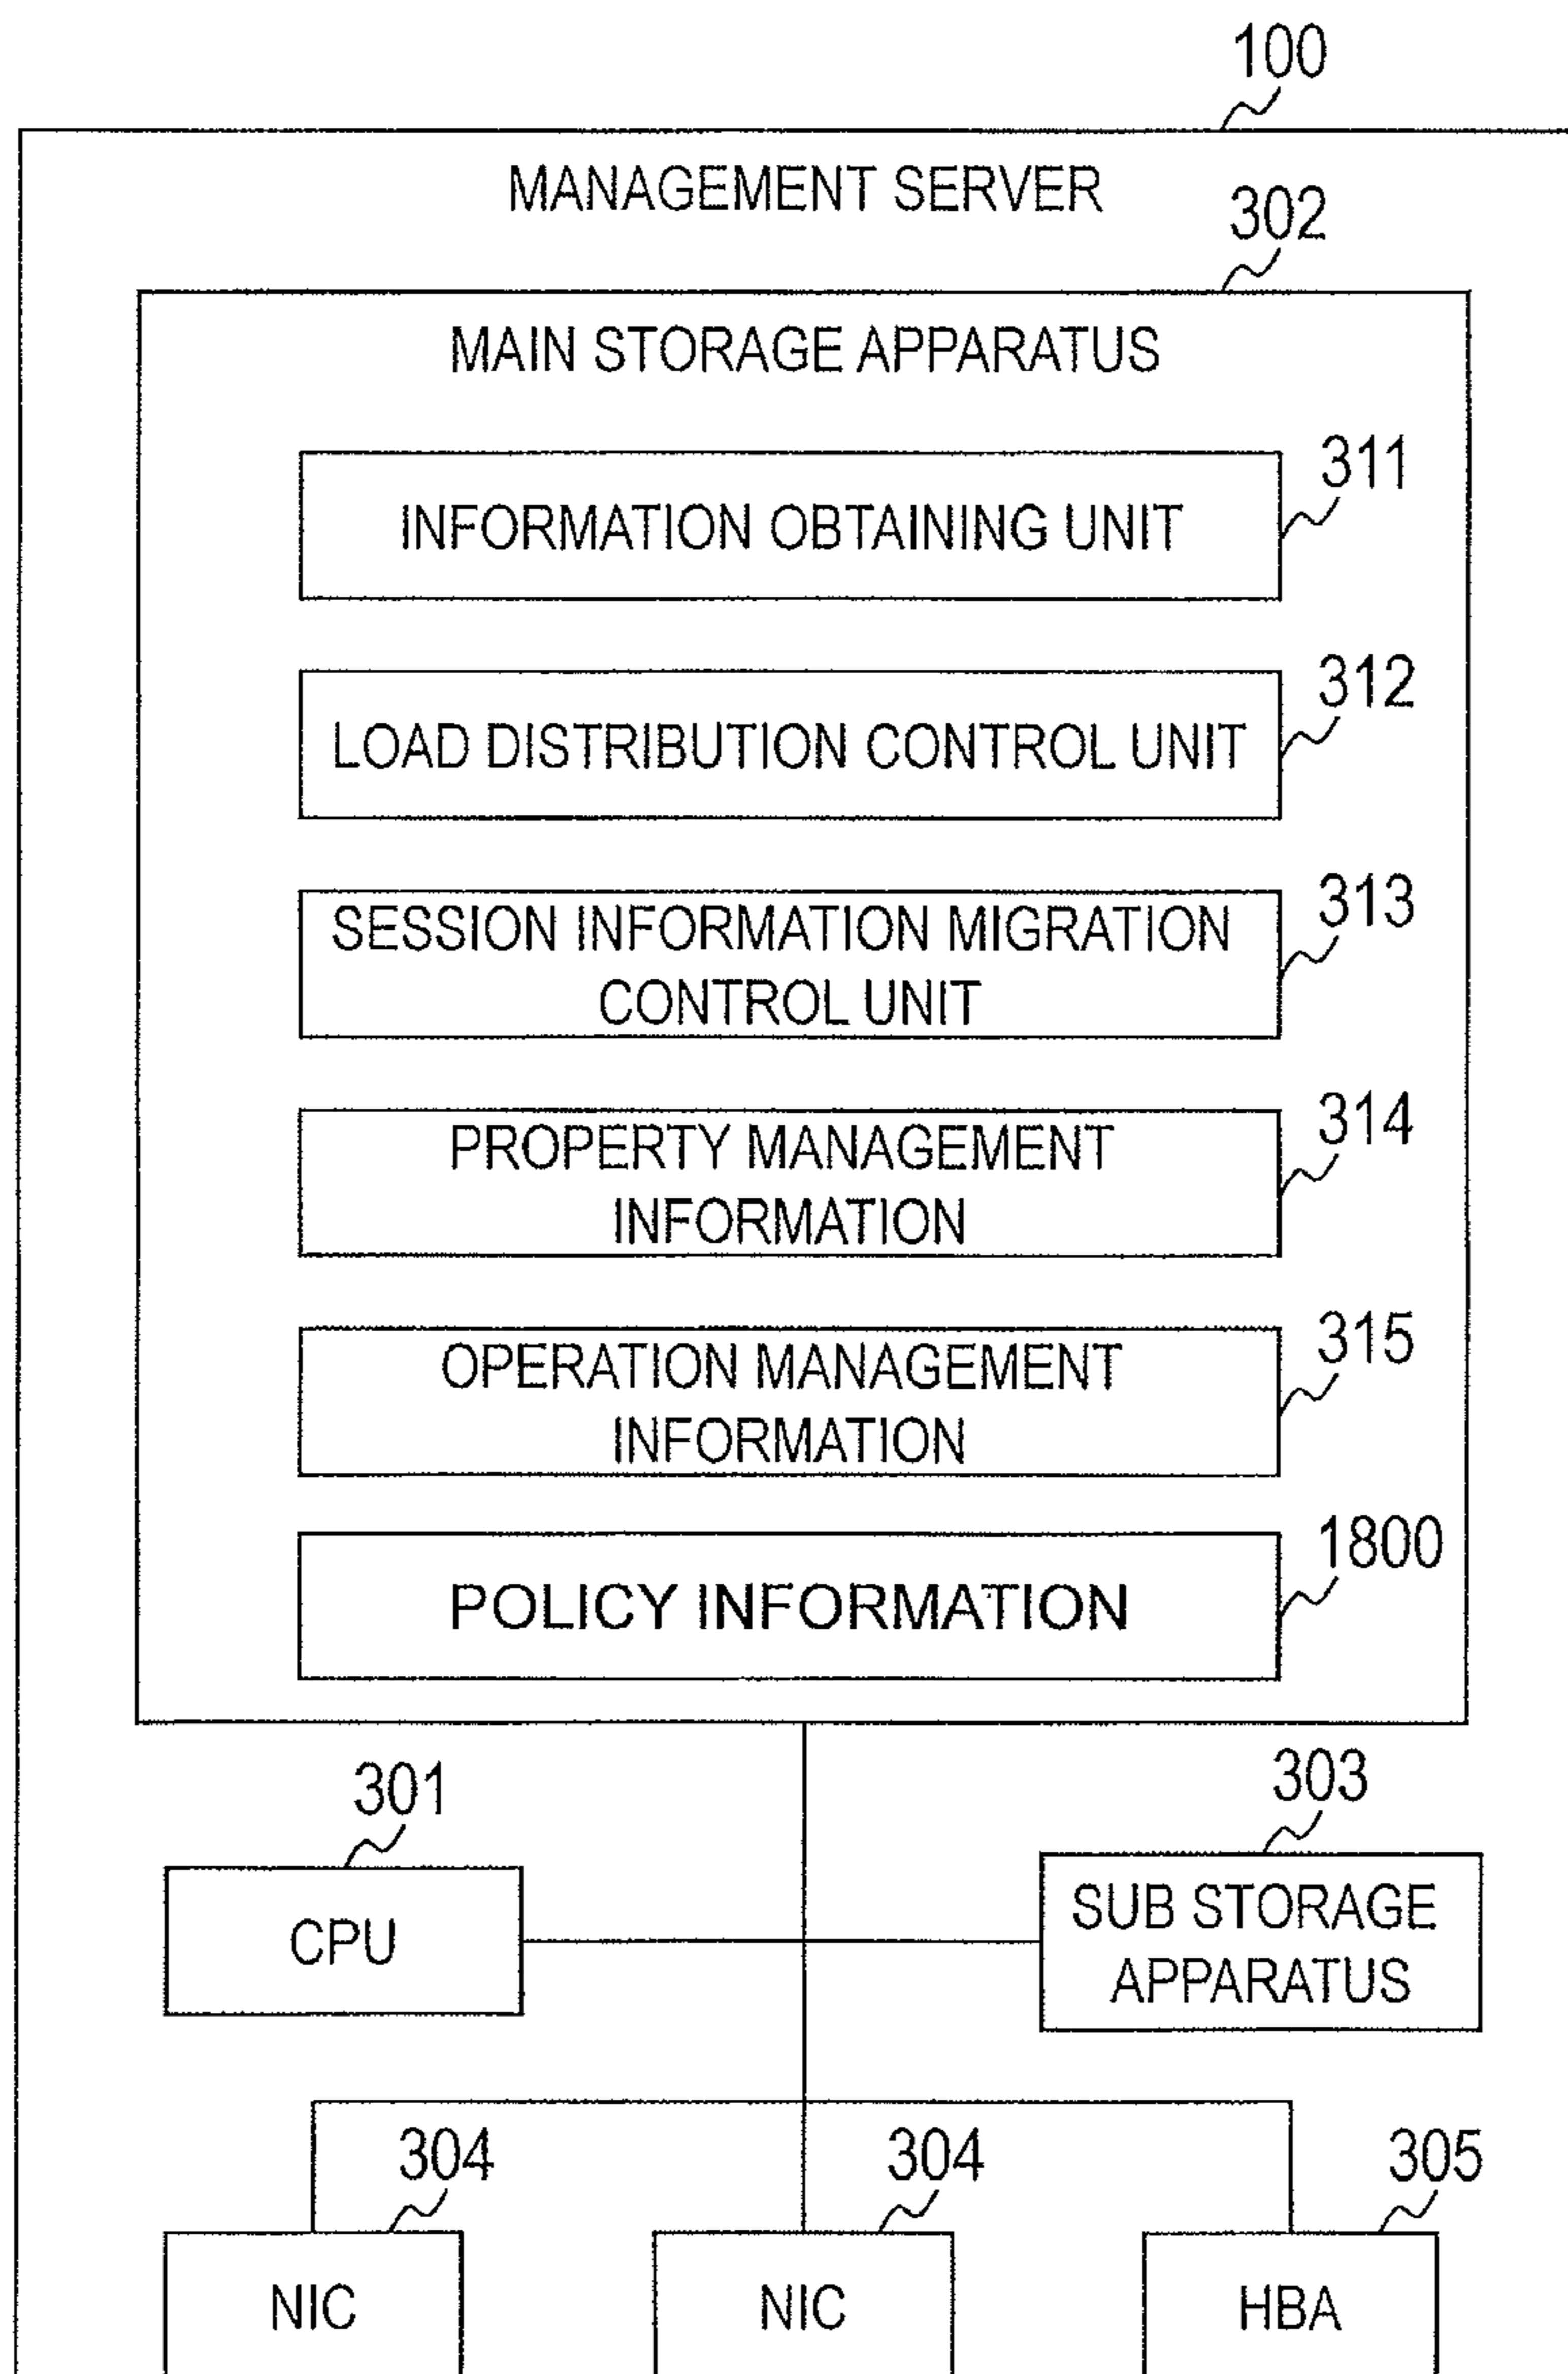 100
MANAGEMENT SERVER
302
MAIN STORAGE APPARATUS
311
INFORMATION OBTAINING UNIT
312
LOAD DISTRIBUTION CONTROL UNIT
313
SESSION INFORMATION MIGRATION
CONTROL UNIT
314
PROPERTY MANAGEMENT
INFORMATION
315
OPERATION MANAGEMENT
INFORMATION
1800
POLICY INFORMATION
301
CPU
303
SUB STORAGE
APPARATUS
304
NIC
304
NIC
305
HBA